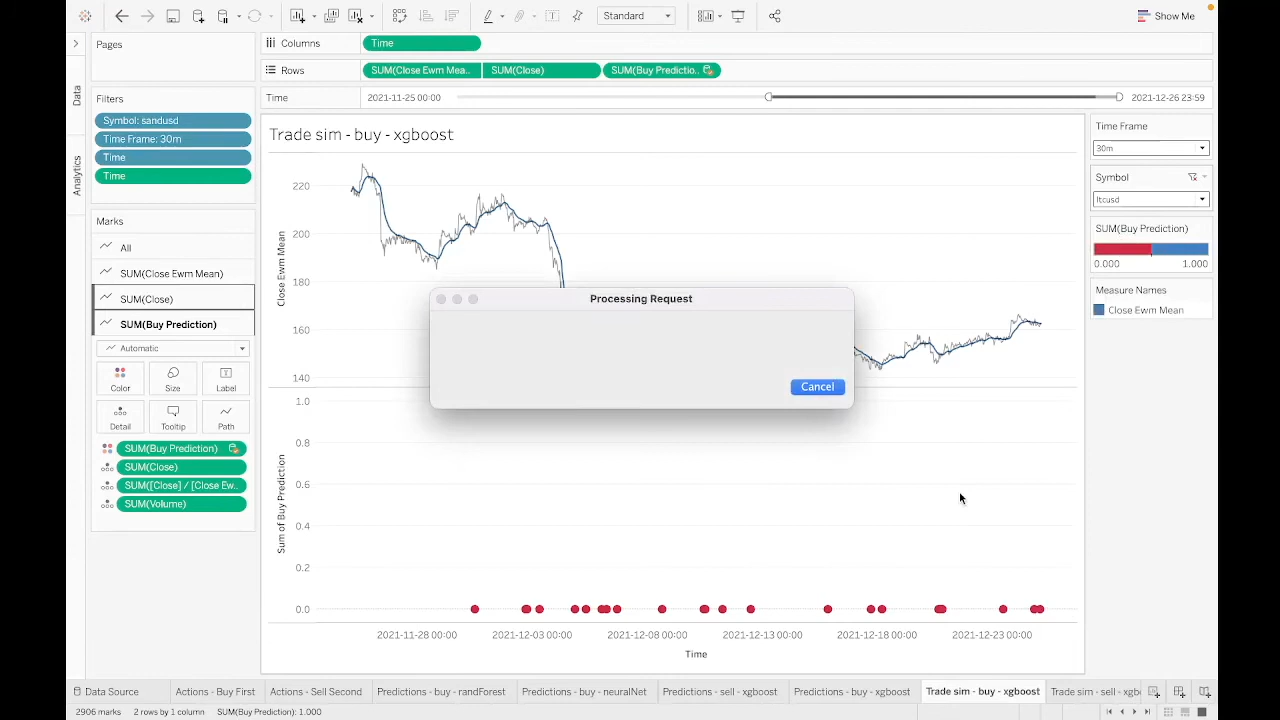 Standard
Show Me
Pages
Columns
Time
Rows
SUM(Close Ewm Mea..
SUM(Close)
SUM(Buy Predictio..
Time
2021-11-25 00:00
2021-12-26 23:59
Data
Analytics
Filters
Symbol: sandusd
Time Frame: 30m
Time
Time
Marks
All
SUM(Close Ewm Mean)
SUM(Close)
SUM(Buy Prediction)
Automatic
Color
Size
Label
Detail
Tooltip
Path
SUM(Buy Prediction)
SUM(Close)
SUM([Close] / [Close Ew..
SUM(Volume)
Trade sim - buy - xgboost
Close Ewm Mean
220
200
180
160
140
Sum of Buy Prediction
1.0
0.8
0.6
0.4
0.2
0.0
2021-11-28 00:00
2021-12-03 00:00
2021-12-08 00:00
2021-12-13 00:00
2021-12-18 00:00
2021-12-23 00:00
Time
Processing Request
Cancel
Time Frame
30m
Symbol
ltcusd
SUM(Buy Prediction)
0.000
1.000
Measure Names
Close Ewm Mean
Data Source
Actions - Buy First
Actions - Sell Second
Predictions - buy - randForest
Predictions - buy - neuralNet
Predictions - sell - xgboost
Predictions - buy - xgboost
Trade sim - buy - xgboost
Trade sim - sell - xgbo
2906 marks
2 rows by 1 column
SUM(Buy Prediction): 1.000